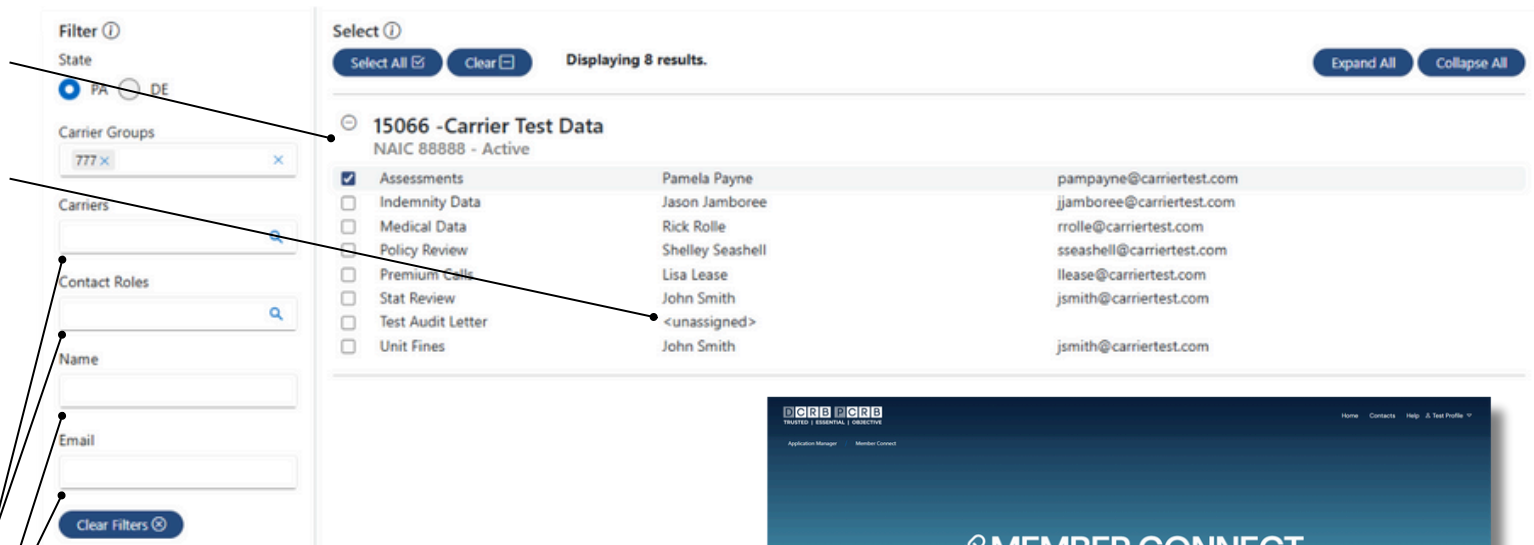 Filter
State
PA DE
Carrier Groups
777
Carriers
Contact Roles
Name
Email
Clear Filters
Select
Select All Clear Displaying 8 results. Expand All Collapse All
15066 -Carrier Test Data
NAIC 88888 - Active
Assessments Pamela Payne pampayne@carriertest.com
Indemnity Data Jason Jamboree jjamboree@carriertest.com
Medical Data Rick Rolle rrolle@carriertest.com
Policy Review Shelley Seashell sseashell@carriertest.com
Premium Calls Lisa Lease llease@carriertest.com
Stat Review John Smith jsmith@carriertest.com
Test Audit Letter <unassigned>
Unit Fines John Smith jsmith@carriertest.com
DCRB PCRB
TRUSTED | ESSENTIAL | OBJECTIVE
Home Contacts Help Test Profile
Application Manager Member Connect
MEMBER CONNECT